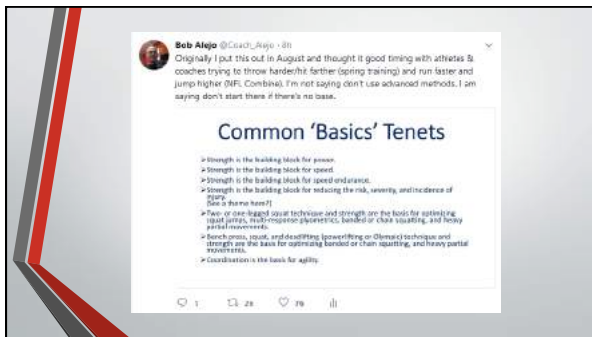 Bob Alejo @Coach_Alejo · 8h
Originally I put this out in August and thought it good timing with athletes &
coaches trying to throw harder/hit farther (spring training) and run faster and
jump higher (NFL Combine). I'm not saying don't use advanced methods. I am
saying don't start there if there's no base.
Common 'Basics' Tenets
➢Strength is the building block for power.
➢Strength is the building block for speed.
➢Strength is the building block for speed endurance.
➢Strength is the building block for reducing the risk, severity, and incidence of
injury.
(See a theme here?)
➢Two- or one-legged squat technique and strength are the basis for optimizing
squat jumps, multi-response plyometrics, banded or chain squatting, and heavy
partial movements.
➢Bench press, squat, and deadlifting (powerlifting or Olympic) technique and
strength are the basis for optimizing banded or chain squatting, and heavy partial
movements.
➢Coordination is the basis for agility.
1 28 79